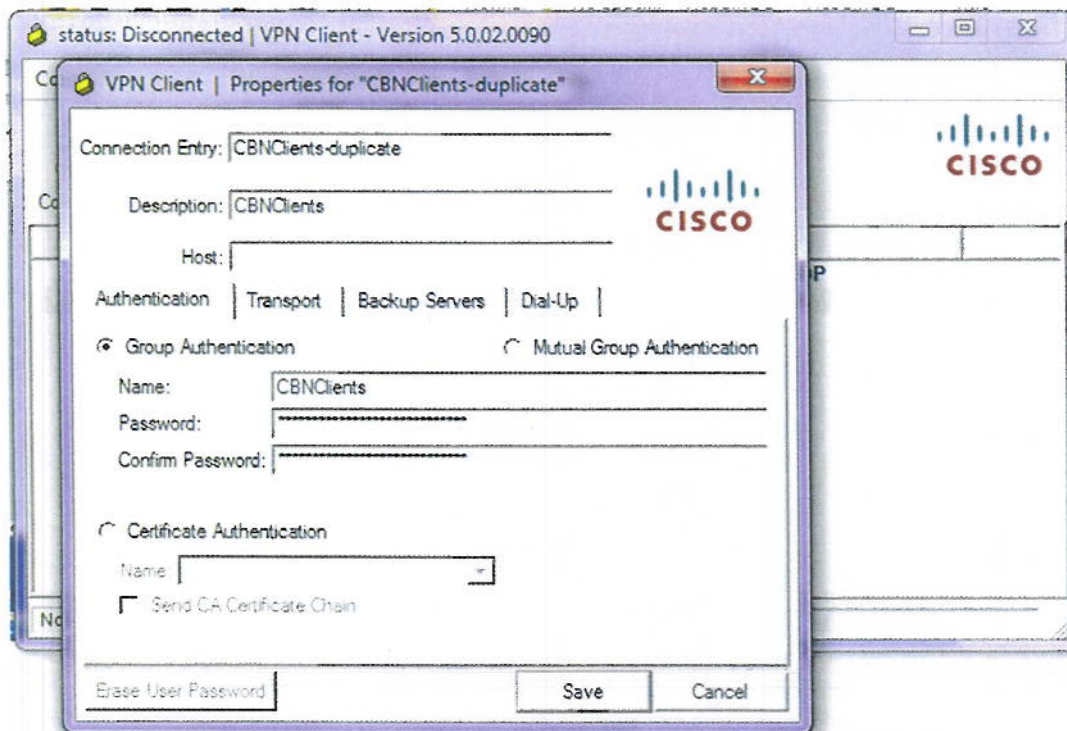 status: Disconnected | VPN Client - Version 5.0.02.0090
VPN Client | Properties for "CBNClients-duplicate"
Connection Entry: CBNClients-duplicate
Description: CBNClients
Host:
CISCO
CISCO
Authentication | Transport | Backup Servers | Dial-Up |
Group Authentication Mutual Group Authentication
Name: CBNClients
Password:
Confirm Password:
Certificate Authentication
Name
Send CA Certificate Chain
Erase User Password Save Cancel